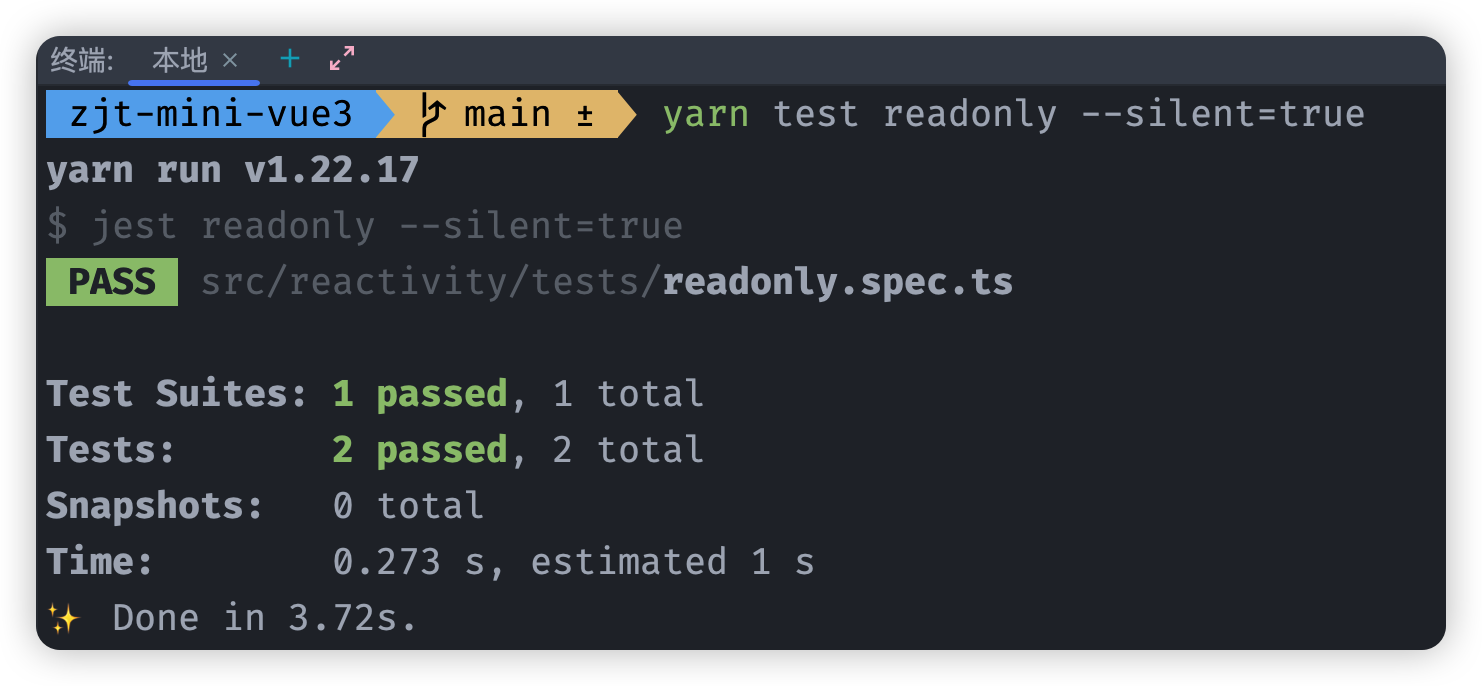 终端: 本地 × +
zjt-mini-vue3 main ± yarn test readonly --silent=true
yarn run v1.22.17
$ jest readonly --silent=true
PASS src/reactivity/tests/readonly.spec.ts
Test Suites: 1 passed, 1 total
Tests: 2 passed, 2 total
Snapshots: 0 total
Time: 0.273 s, estimated 1 s
✨ Done in 3.72s.